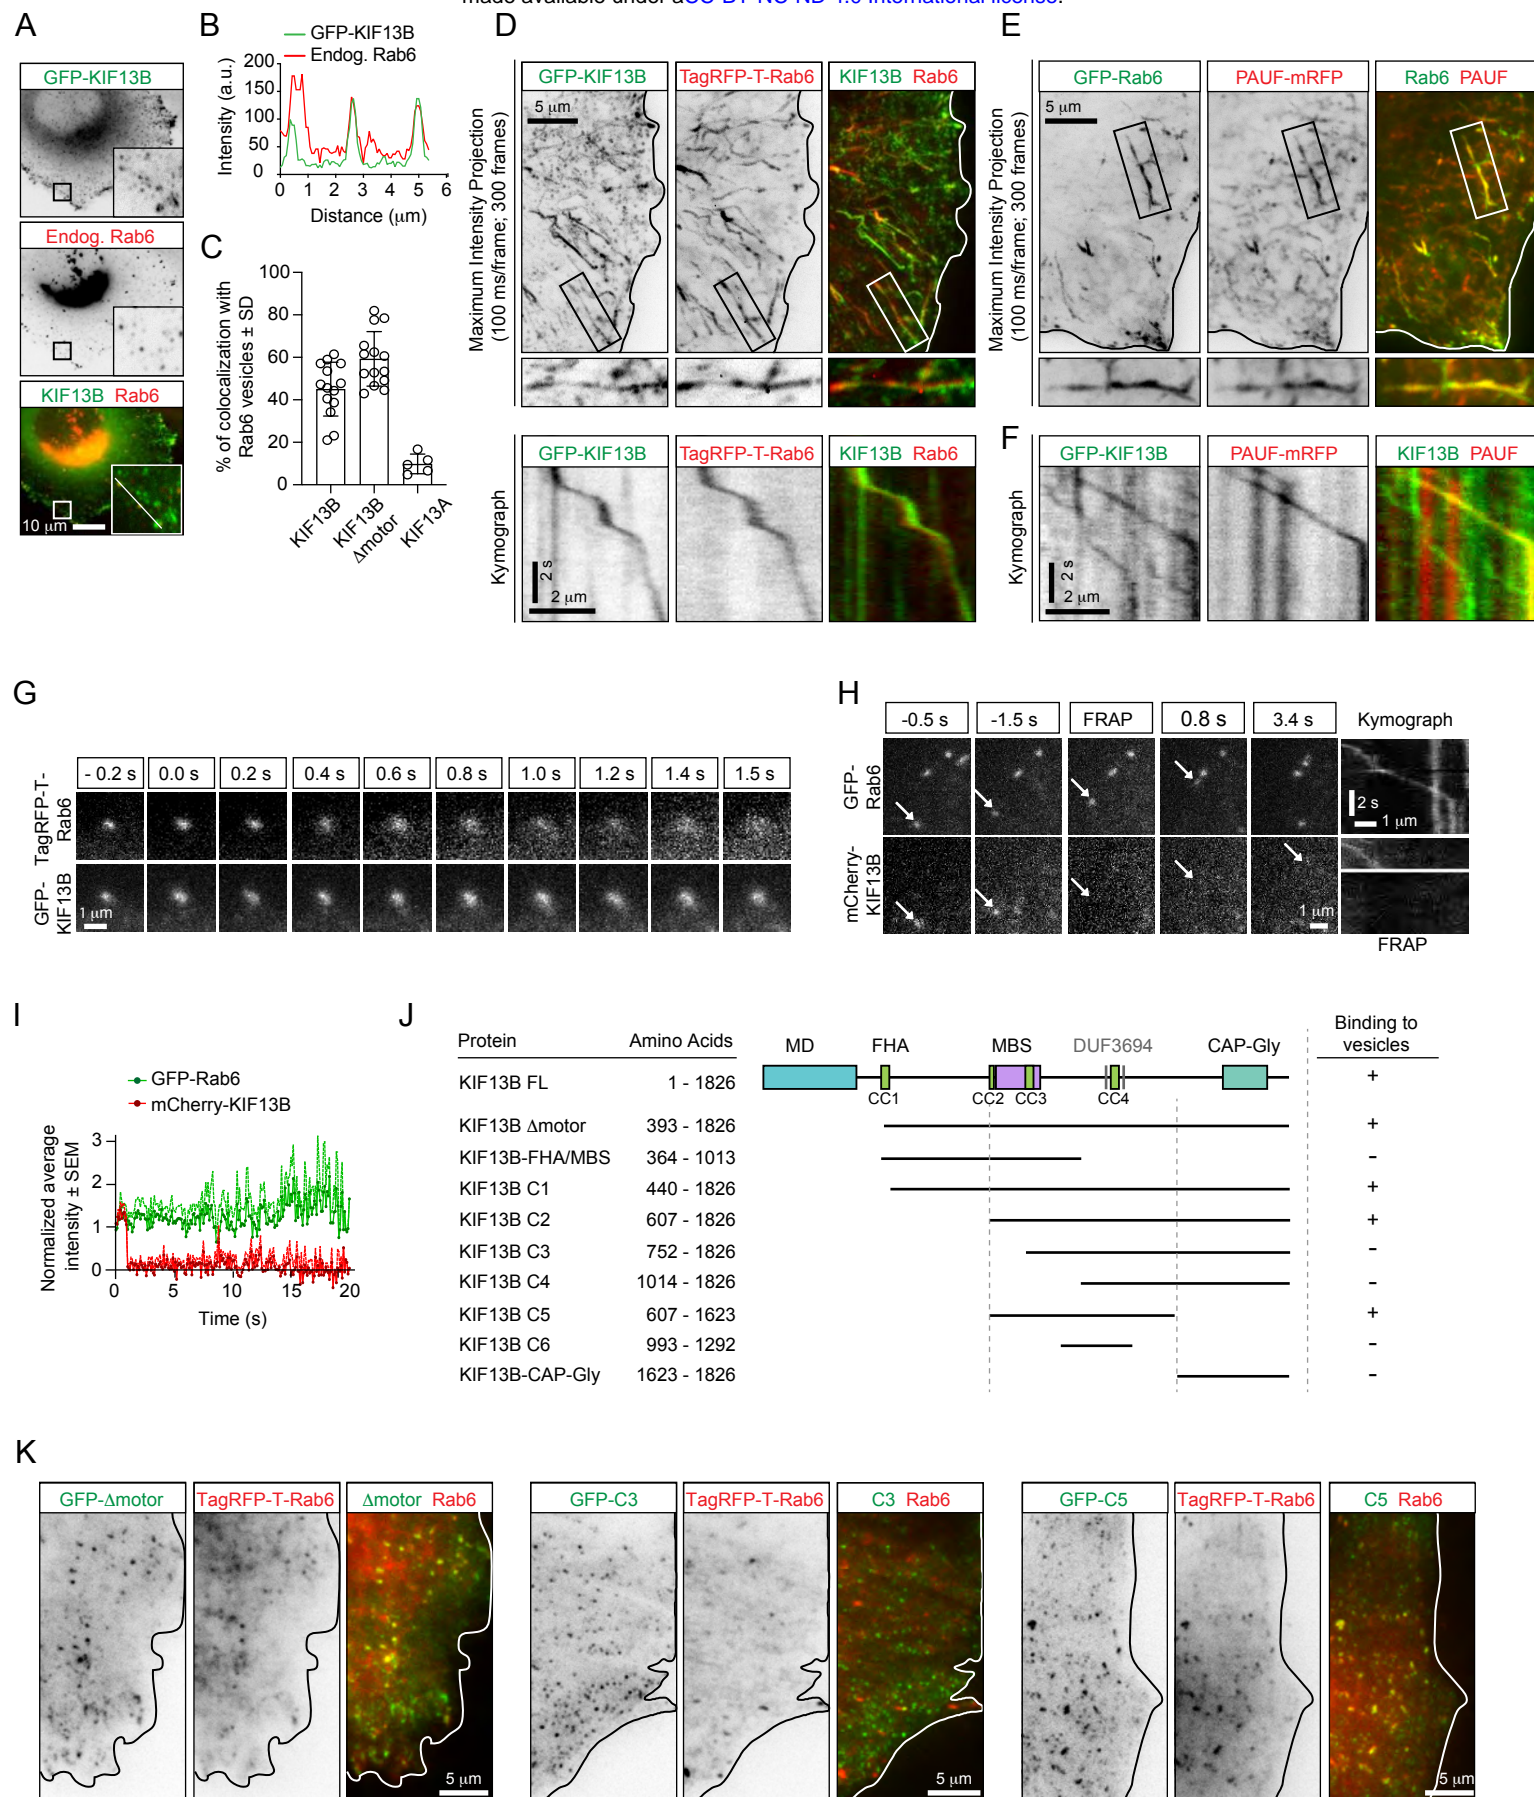 made available under aCC-BY-NC-ND 4.0 International license.
A
GFP-KIF13B
Endog. Rab6
KIF13B Rab6
10 µm
B
GFP-KIF13B
Endog. Rab6
Intensity (a.u.)
200
150
100
50
0
0 1 2 3 4 5 6
Distance (µm)
C
% of colocalization with
Rab6 vesicles ± SD
100
80
60
40
20
0
KIF13B
KIF13B
Δmotor
KIF13A
D
Maximum Intensity Projection
(100 ms/frame; 300 frames)
GFP-KIF13B
TagRFP-T-Rab6
KIF13B Rab6
5 µm
Kymograph
GFP-KIF13B
TagRFP-T-Rab6
KIF13B Rab6
2 s
2 µm
E
Maximum Intensity Projection
(100 ms/frame; 300 frames)
GFP-Rab6
PAUF-mRFP
Rab6 PAUF
5 µm
F
Kymograph
GFP-KIF13B
PAUF-mRFP
KIF13B PAUF
2 s
2 µm
G
- 0.2 s 0.0 s 0.2 s 0.4 s 0.6 s 0.8 s 1.0 s 1.2 s 1.4 s 1.5 s
TagRFP-T-
Rab6
GFP-
KIF13B
1 µm
H
-0.5 s -1.5 s FRAP 0.8 s 3.4 s Kymograph
GFP-
Rab6
mCherry-
KIF13B
2 s
1 µm
1 µm
FRAP
I
GFP-Rab6
mCherry-KIF13B
Normalized average
intensity ± SEM
3
2
1
0
0 5 10 15 20
Time (s)
J
Protein Amino Acids MD FHA MBS DUF3694 CAP-Gly Binding to
vesicles
KIF13B FL 1 - 1826 +
CC1 CC2 CC3 CC4
KIF13B Δmotor 393 - 1826 +
KIF13B-FHA/MBS 364 - 1013 -
KIF13B C1 440 - 1826 +
KIF13B C2 607 - 1826 +
KIF13B C3 752 - 1826 -
KIF13B C4 1014 - 1826 -
KIF13B C5 607 - 1623 +
KIF13B C6 993 - 1292 -
KIF13B-CAP-Gly 1623 - 1826 -
K
GFP-Δmotor TagRFP-T-Rab6 Δmotor Rab6
5 µm
GFP-C3 TagRFP-T-Rab6 C3 Rab6
5 µm
GFP-C5 TagRFP-T-Rab6 C5 Rab6
5 µm